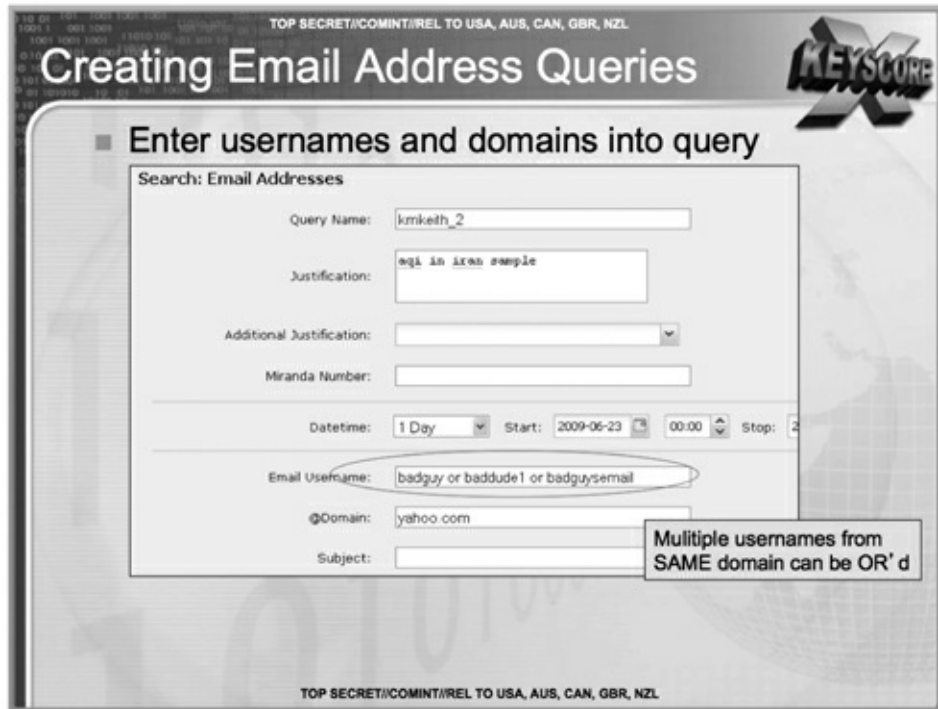 TOP SECRET//COMINT//REL TO USA, AUS, CAN, GBR, NZL
Creating Email Address Queries
X KEYSCORE
Enter usernames and domains into query
Search: Email Addresses
Query Name: kmkeith_2
Justification: aqi in iran sample
Additional Justification:
Miranda Number:
Datetime: 1 Day Start: 2009-06-23 00:00 Stop: 2
Email Username: badguy or baddude1 or badguysemail
@Domain: yahoo.com
Subject:
Mulitiple usernames from
SAME domain can be OR'd
TOP SECRET//COMINT//REL TO USA, AUS, CAN, GBR, NZL